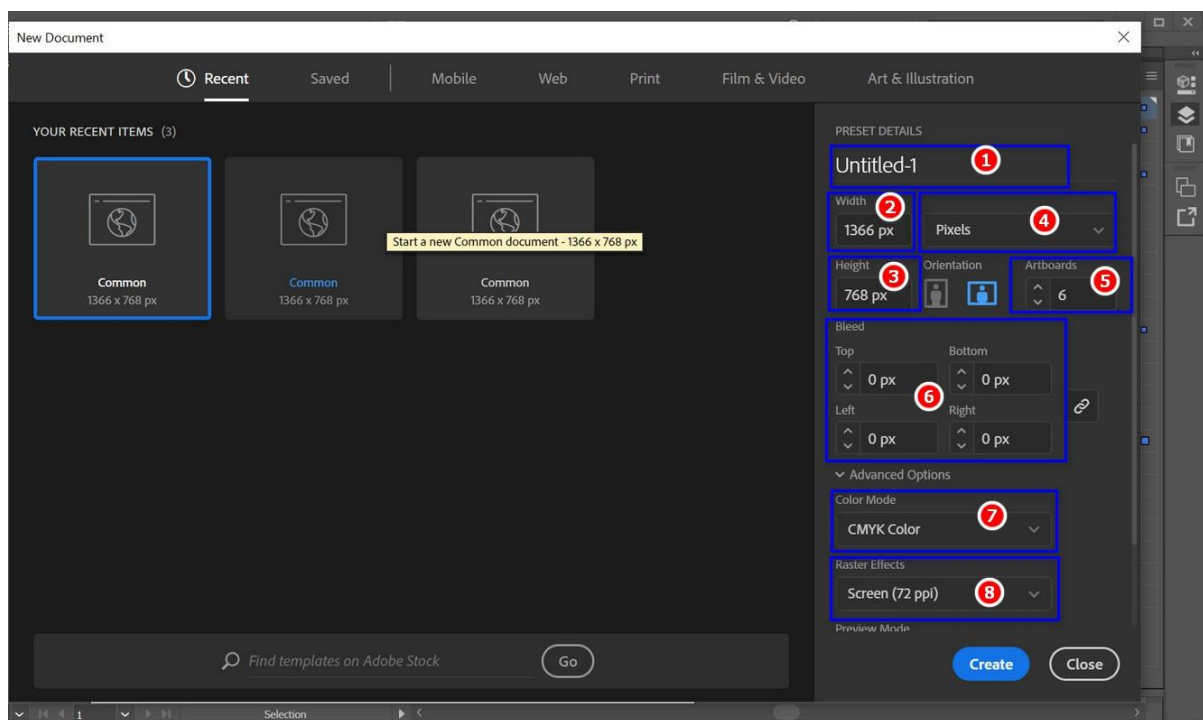 New Document
Recent Saved Mobile Web Print Film & Video Art & Illustration
YOUR RECENT ITEMS (3)
Common
1366 x 768 px
Common
1366 x 768 px
Common
1366 x 768 px
Start a new Common document - 1366 x 768 px
Find templates on Adobe Stock
Go
PRESET DETAILS
Untitled-1
1
Width
2
1366 px
Pixels
4
Height
3
768 px
Orientation
Artboards
5
6
Bleed
Top
Bottom
0 px
0 px
6
Left
Right
0 px
0 px
Advanced Options
Color Mode
7
CMYK Color
Raster Effects
Screen (72 ppi)
8
Preview Mode
Create
Close
1
Selection